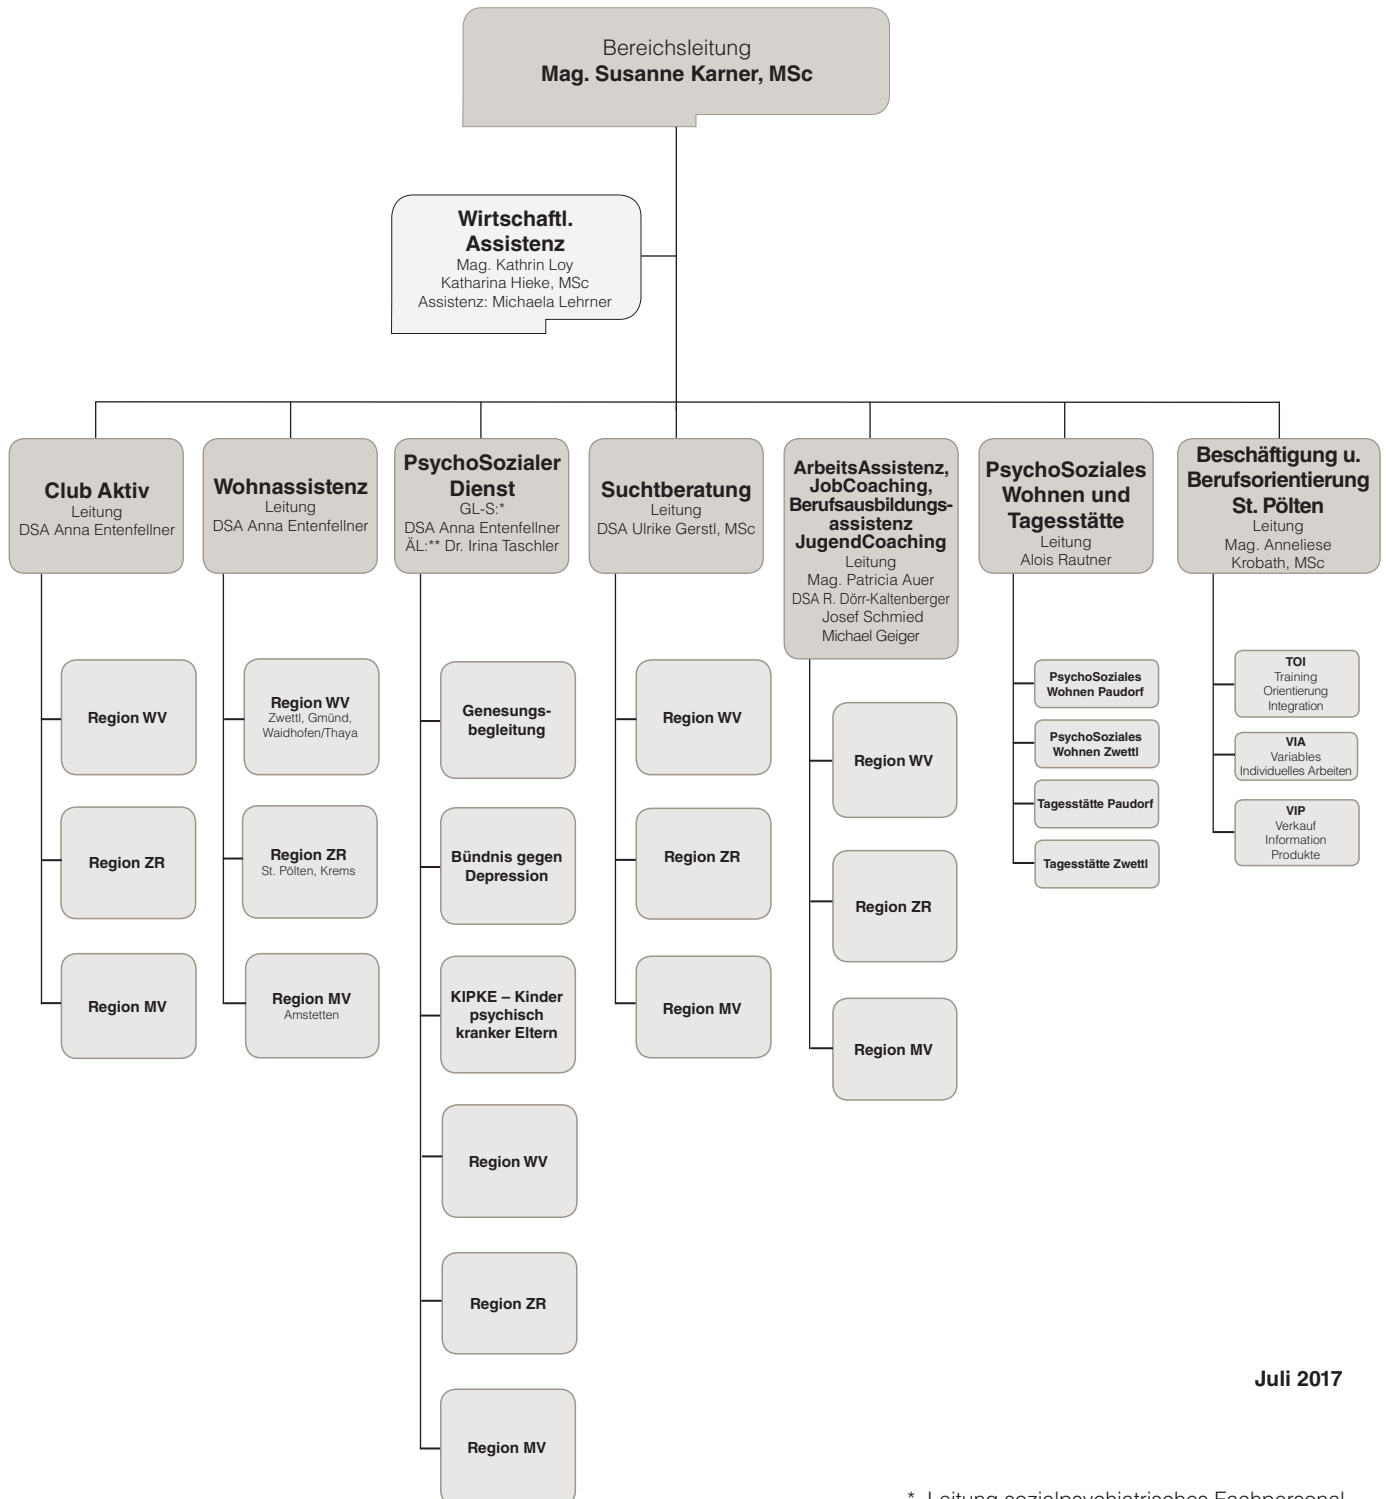 Bereichsleitung
Mag. Susanne Karner, MSc
Wirtschaftl.
Assistenz
Mag. Kathrin Loy
Katharina Hieke, MSc
Assistenz: Michaela Lehrner
Club Aktiv
Leitung
DSA Anna Entenfellner
Region WV
Region ZR
Region MV
Wohnassistenz
Leitung
DSA Anna Entenfellner
Region WV
Zwettl, Gmünd,
Waidhofen/Thaya
Region ZR
St. Pölten, Krems
Region MV
Amstetten
PsychoSozialer
Dienst
GL-S:*
DSA Anna Entenfellner
ÄL:** Dr. Irina Taschler
Genesungs-
begleitung
Bündnis gegen
Depression
KIPKE – Kinder
psychisch
kranker Eltern
Region WV
Region ZR
Region MV
Suchtberatung
Leitung
DSA Ulrike Gerstl, MSc
Region WV
Region ZR
Region MV
ArbeitsAssistenz,
JobCoaching,
Berufsausbildungs-
assistenz
JugendCoaching
Leitung
Mag. Patricia Auer
DSA R. Dörr-Kaltenberger
Josef Schmied
Michael Geiger
Region WV
Region ZR
Region MV
PsychoSoziales
Wohnen und
Tagesstätte
Leitung
Alois Rautner
PsychoSoziales
Wohnen Paudorf
PsychoSoziales
Wohnen Zwettl
Tagesstätte Paudorf
Tagesstätte Zwettl
Beschäftigung u.
Berufsorientierung
St. Pölten
Leitung
Mag. Anneliese
Krobath, MSc
TOI
Training
Orientierung
Integration
VIA
Variables
Individuelles Arbeiten
VIP
Verkauf
Information
Produkte
Juli 2017
* Leitung sozialpsychiatrisches Fachpersonal